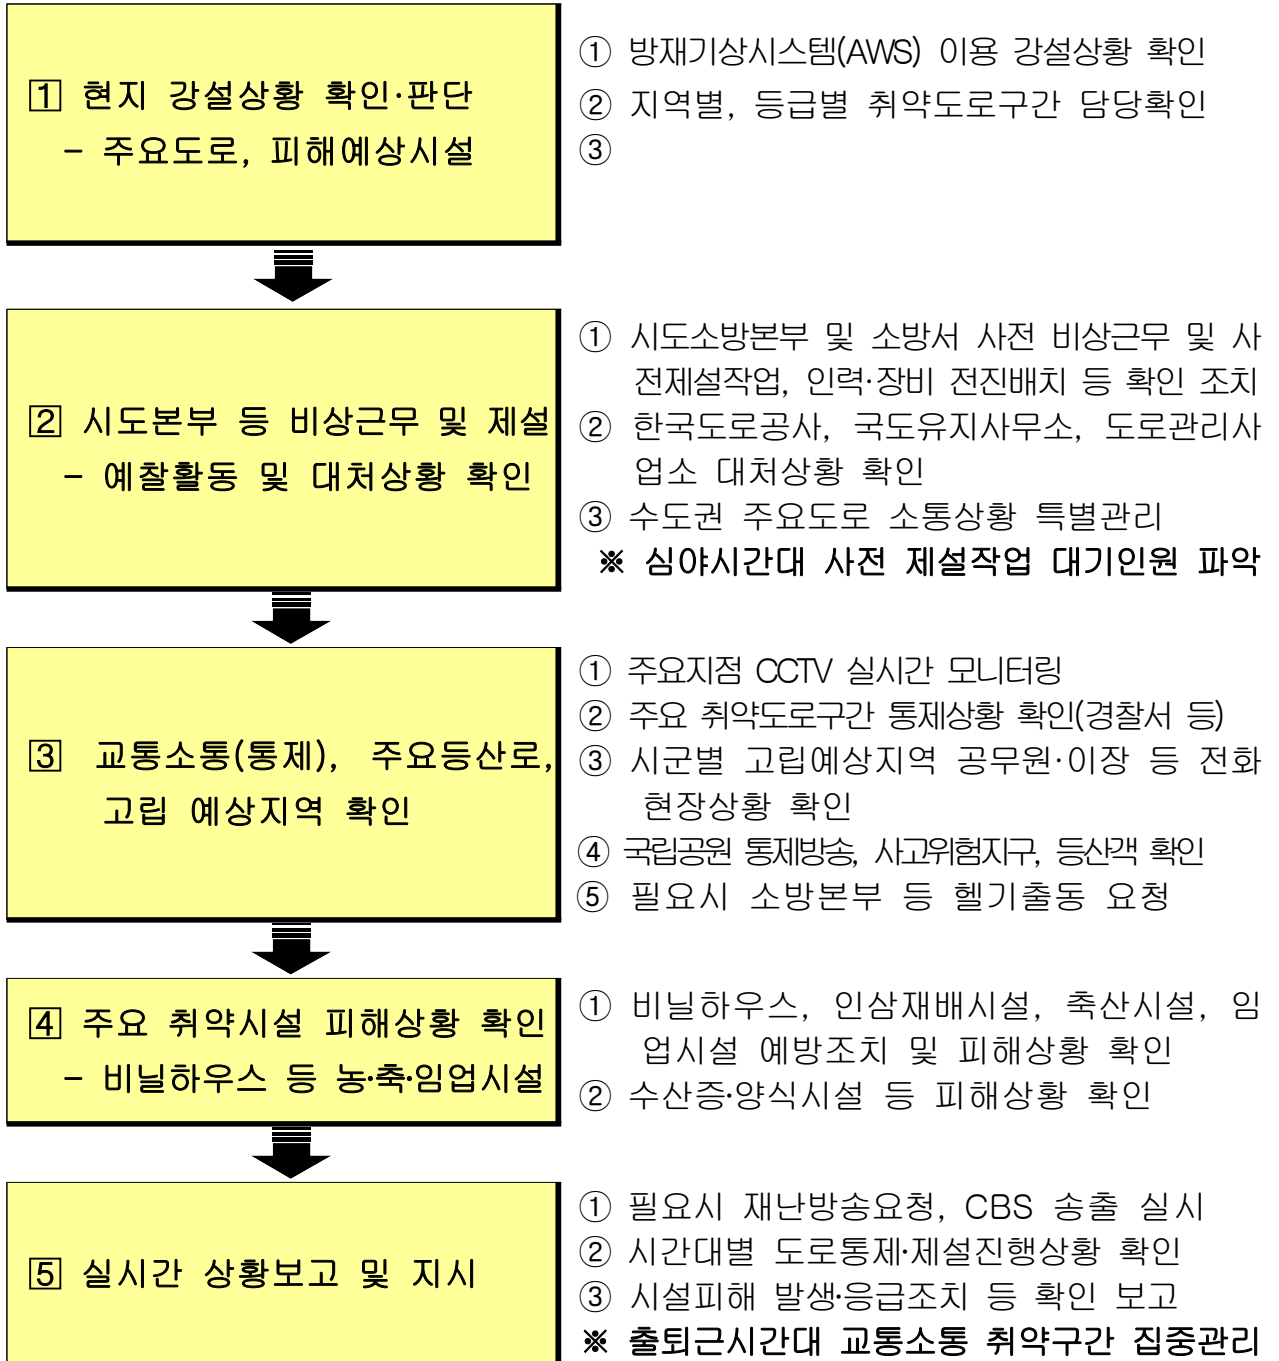 1 현지 강설상황 확인·판단
- 주요도로, 피해예상시설
① 방재기상시스템(AWS) 이용 강설상황 확인
② 지역별, 등급별 취약도로구간 담당확인
③
2 시도본부 등 비상근무 및 제설
- 예찰활동 및 대처상황 확인
① 시도소방본부 및 소방서 사전 비상근무 및 사
전제설작업, 인력·장비 전진배치 등 확인 조치
② 한국도로공사, 국도유지사무소, 도로관리사
업소 대처상황 확인
③ 수도권 주요도로 소통상황 특별관리
※ 심야시간대 사전 제설작업 대기인원 파악
3 교통소통(통제), 주요등산로,
고립 예상지역 확인
① 주요지점 CCTV 실시간 모니터링
② 주요 취약도로구간 통제상황 확인(경찰서 등)
③ 시군별 고립예상지역 공무원·이장 등 전화
현장상황 확인
④ 국립공원 통제방송, 사고위험지구, 등산객 확인
⑤ 필요시 소방본부 등 헬기출동 요청
4 주요 취약시설 피해상황 확인
- 비닐하우스 등 농·축·임업시설
① 비닐하우스, 인삼재배시설, 축산시설, 임
업시설 예방조치 및 피해상황 확인
② 수산증·양식시설 등 피해상황 확인
5 실시간 상황보고 및 지시
① 필요시 재난방송요청, CBS 송출 실시
② 시간대별 도로통제·제설진행상황 확인
③ 시설피해 발생·응급조치 등 확인 보고
※ 출퇴근시간대 교통소통 취약구간 집중관리